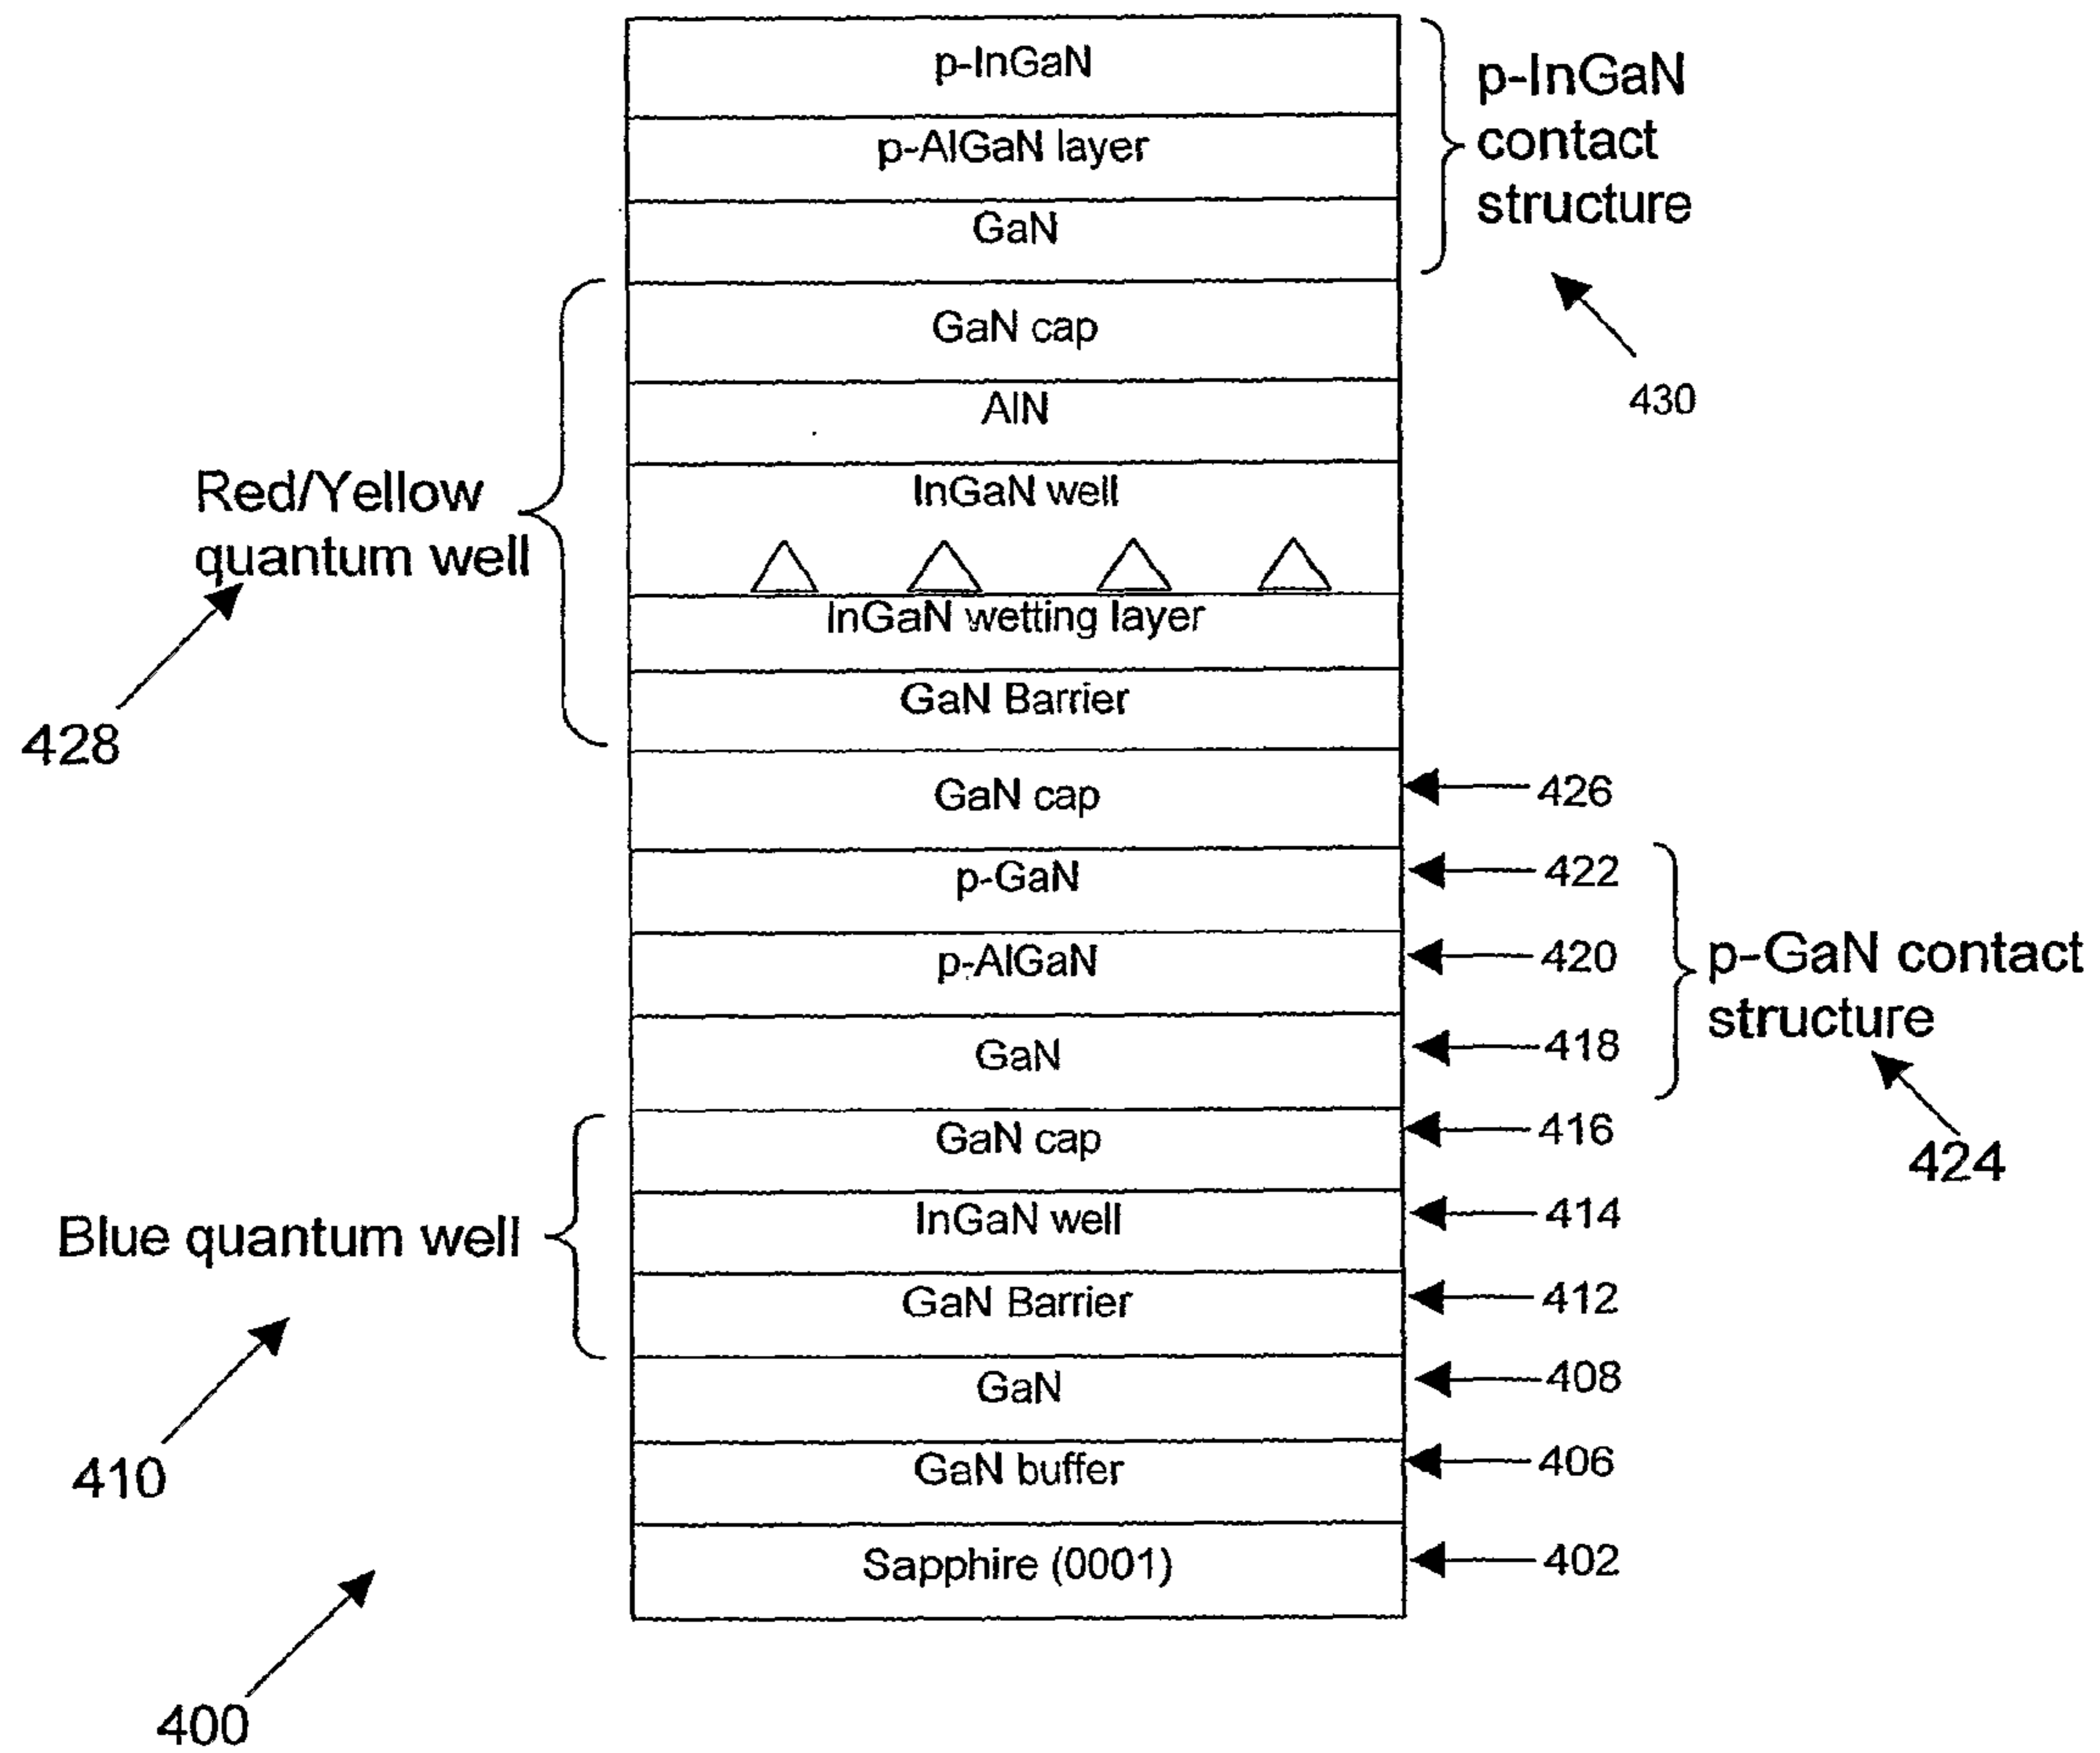 p-InGaN
p-AlGaN layer
GaN
p-InGaN
contact
structure
430
GaN cap
AlN
InGaN well
InGaN wetting layer
GaN Barrier
Red/Yellow
quantum well
428
GaN cap
426
p-GaN
422
p-AlGaN
420
GaN
418
p-GaN contact
structure
424
GaN cap
416
InGaN well
414
GaN Barrier
412
Blue quantum well
410
GaN
408
GaN buffer
406
Sapphire (0001)
402
400